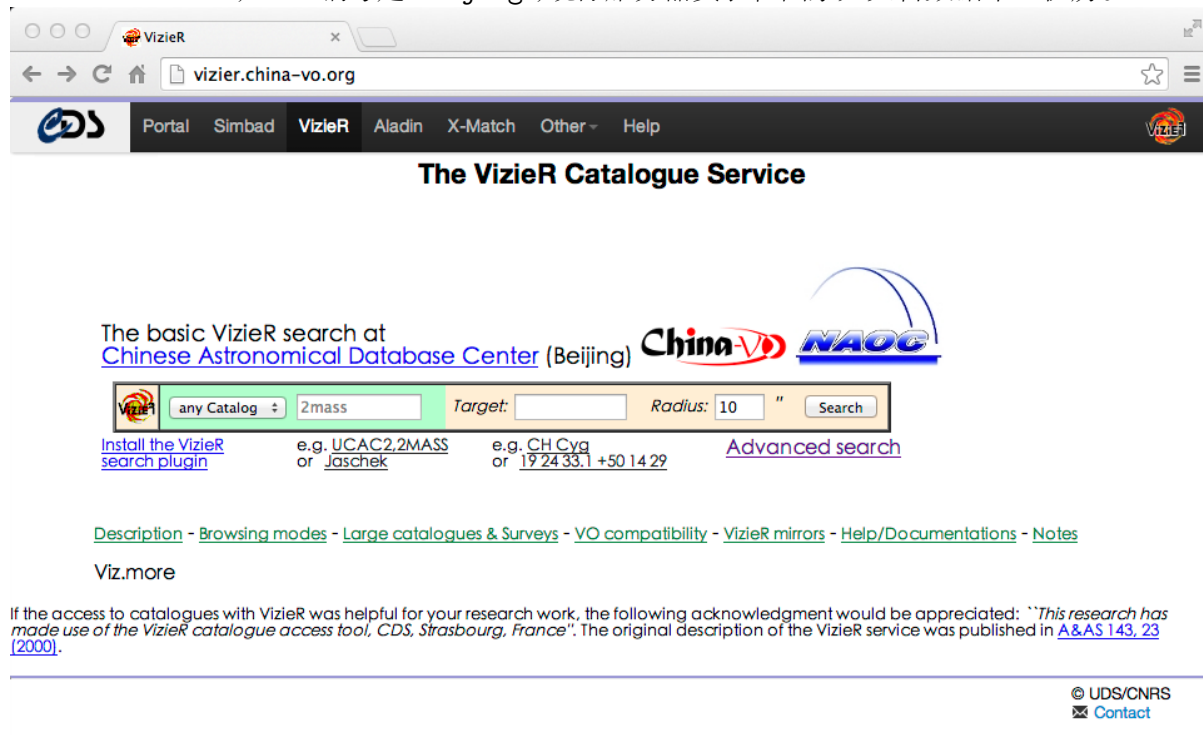 VizieR
vizier.china-vo.org
Portal Simbad VizieR Aladin X-Match Other Help
VizieR
The VizieR Catalogue Service
The basic VizieR search at
Chinese Astronomical Database Center (Beijing) China-VO NAOC
VizieR any Catalog 2mass Target: Radius: 10 " Search
Install the VizieR search plugin
e.g. UCAC2,2MASS
or Jaschek
e.g. CH Cyg
or 19 24 33.1 +50 14 29
Advanced search
Description - Browsing modes - Large catalogues & Surveys - VO compatibility - VizieR mirrors - Help/Documentations - Notes
Viz.more
If the access to catalogues with VizieR was helpful for your research work, the following acknowledgment would be appreciated: ``This research has
made use of the VizieR catalogue access tool, CDS, Strasbourg, France''. The original description of the VizieR service was published in A&AS 143, 23
(2000).
© UDS/CNRS
Contact